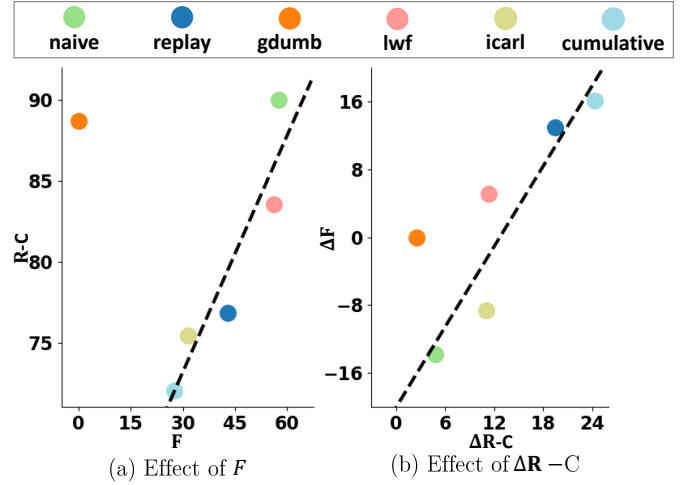 naive replay gdumb lwf icarl cumulative
90
85
80
75
R-C
0 15 30 45 60
F
(a) Effect of F
16
8
0
−8
−16
ΔF
0 6 12 18 24
ΔR-C
(b) Effect of ΔR −C